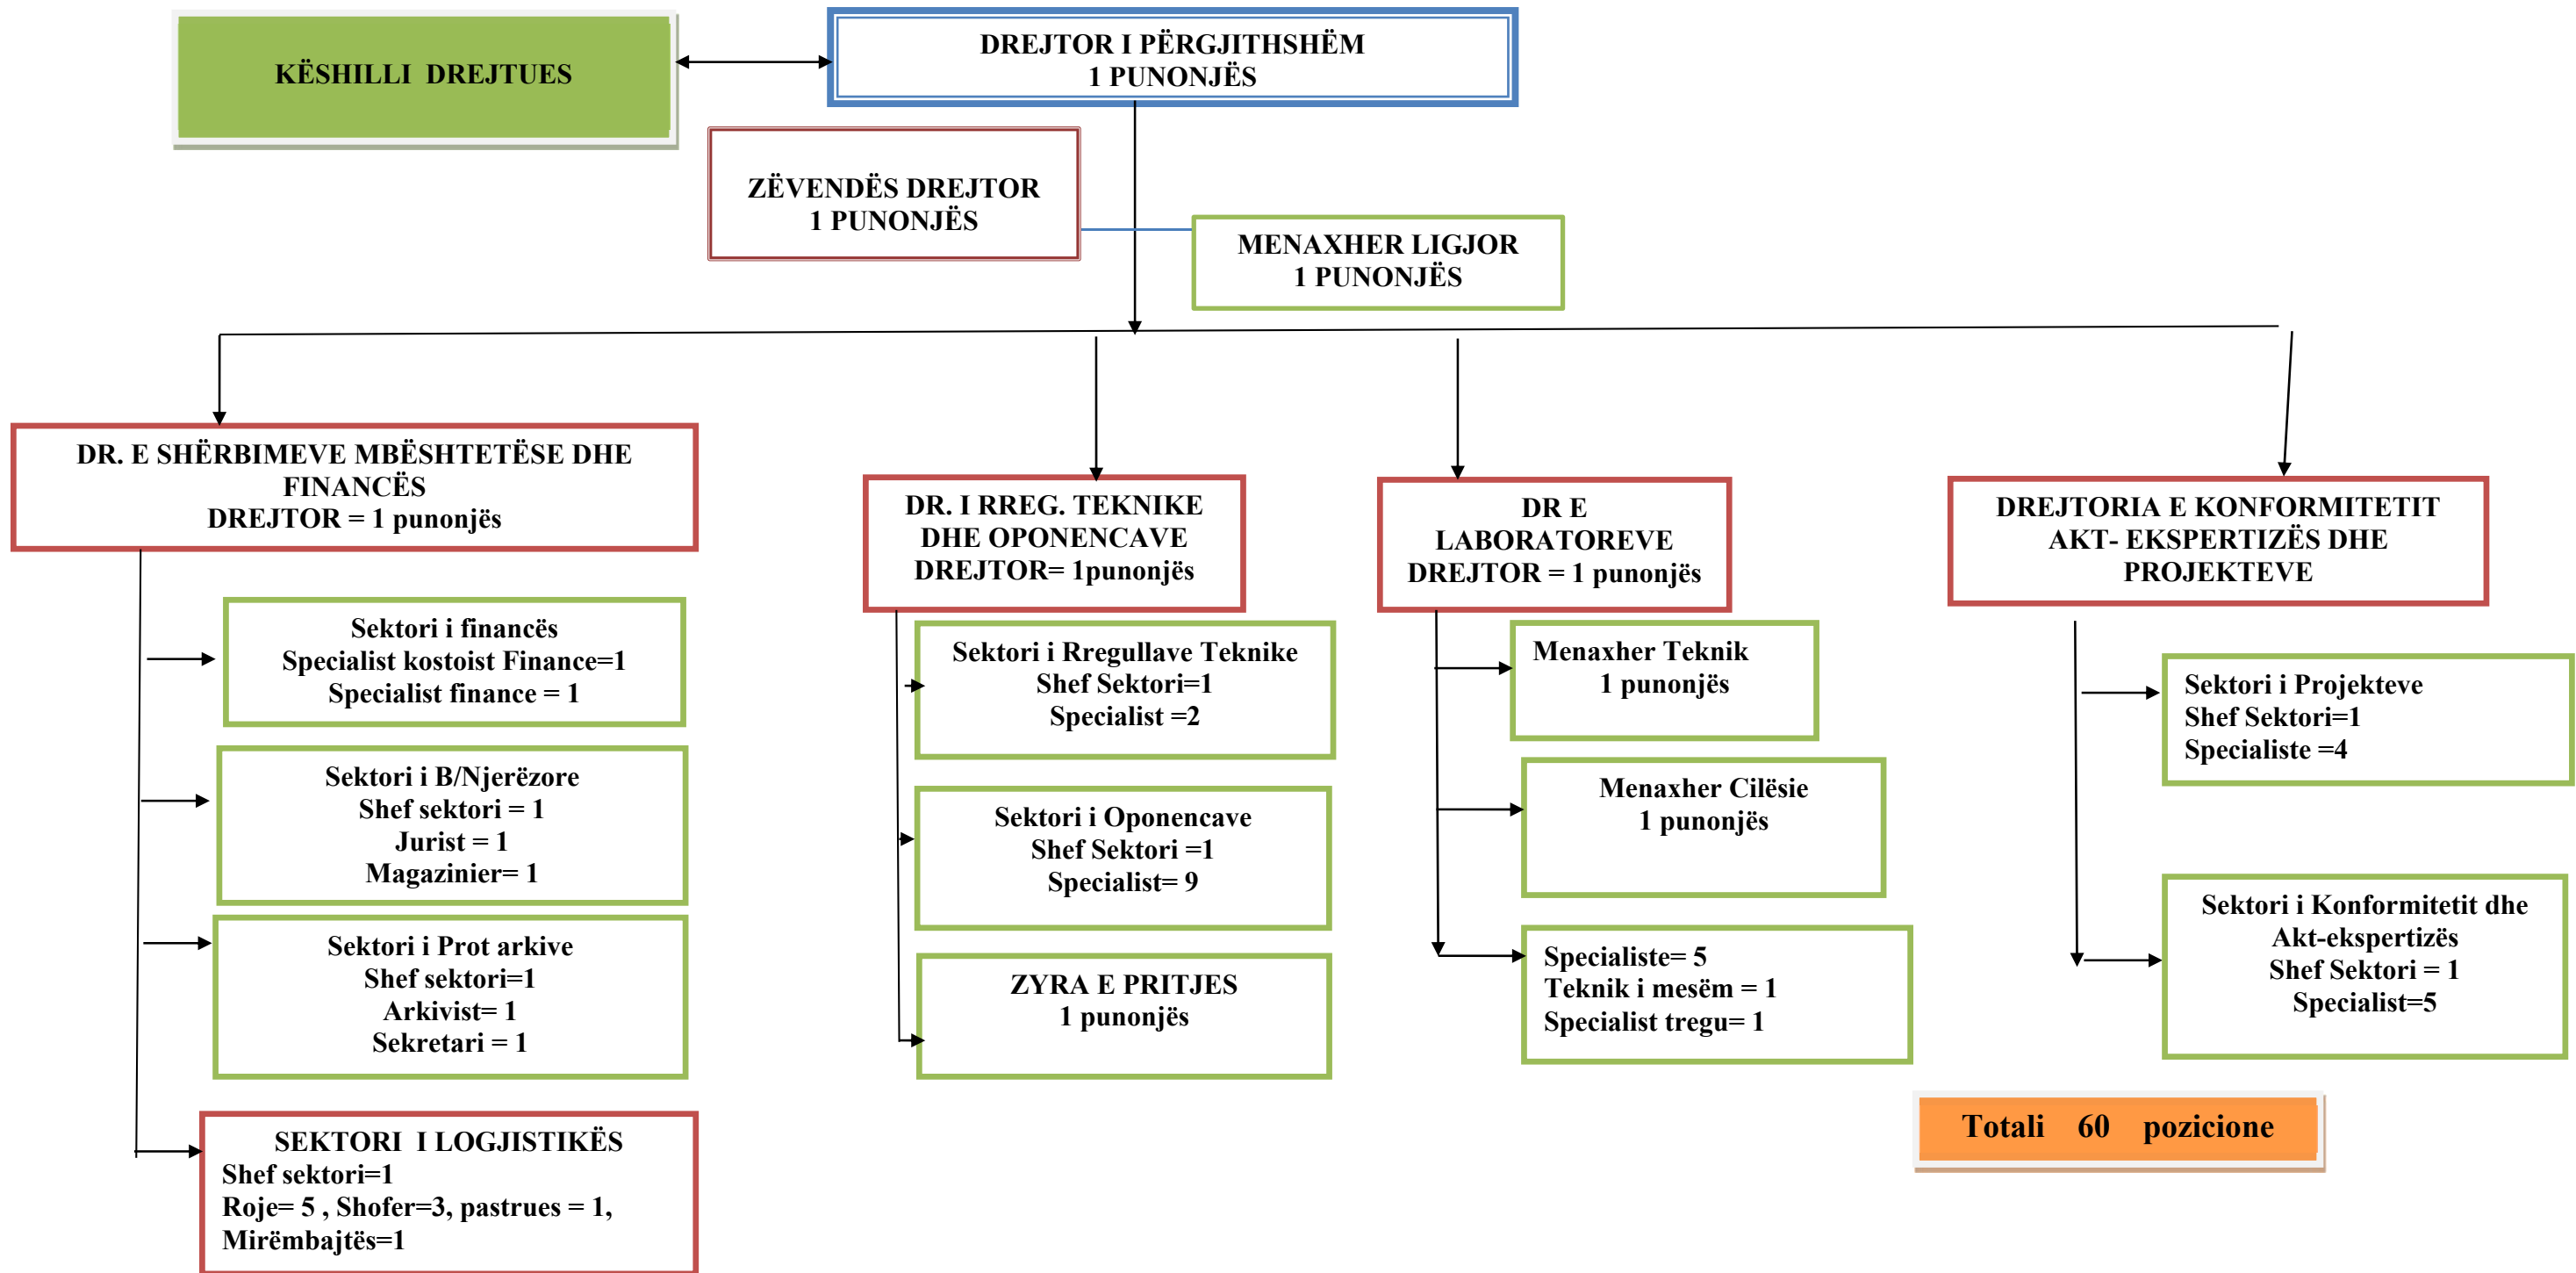 KËSHILLI DREJTUES
DREJTOR I PËRGJITHSHËM
1 PUNONJËS
ZËVENDËS DREJTOR
1 PUNONJËS
MENAXHER LIGJOR
1 PUNONJËS
DR. E SHËRBIMEVE MBËSHTETËSE DHE
FINANCËS
DREJTOR = 1 punonjës
Sektori i financës
Specialist kostoist Finance=1
Specialist finance = 1
Sektori i B/Njerëzore
Shef sektori = 1
Jurist = 1
Magazinier= 1
Sektori i Prot arkive
Shef sektori=1
Arkivist= 1
Sekretari = 1
SEKTORI I LOGJISTIKËS
Shef sektori=1
Roje= 5 , Shofer=3, pastrues = 1,
Mirëmbajtës=1
DR. I RREG. TEKNIKE
DHE OPONENCAVE
DREJTOR= 1punonjës
Sektori i Rregullave Teknike
Shef Sektori=1
Specialist =2
Sektori i Oponencave
Shef Sektori =1
Specialist= 9
ZYRA E PRITJES
1 punonjës
DR E
LABORATOREVE
DREJTOR = 1 punonjës
Menaxher Teknik
1 punonjës
Menaxher Cilësie
1 punonjës
Specialiste= 5
Teknik i mesëm = 1
Specialist tregu= 1
DREJTORIA E KONFORMITETIT
AKT- EKSPERTIZËS DHE
PROJEKTEVE
Sektori i Projekteve
Shef Sektori=1
Specialiste =4
Sektori i Konformitetit dhe
Akt-ekspertizës
Shef Sektori = 1
Specialist=5
Totali 60 pozicione